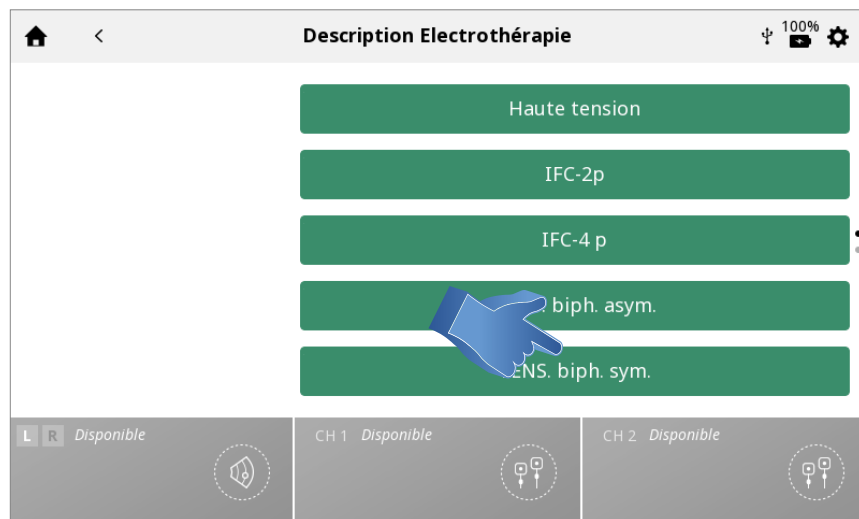 Description Electrothérapie
100%
Haute tension
IFC-2p
IFC-4 p
biph. asym.
biph. sym.
L R Disponible
CH 1 Disponible
CH 2 Disponible